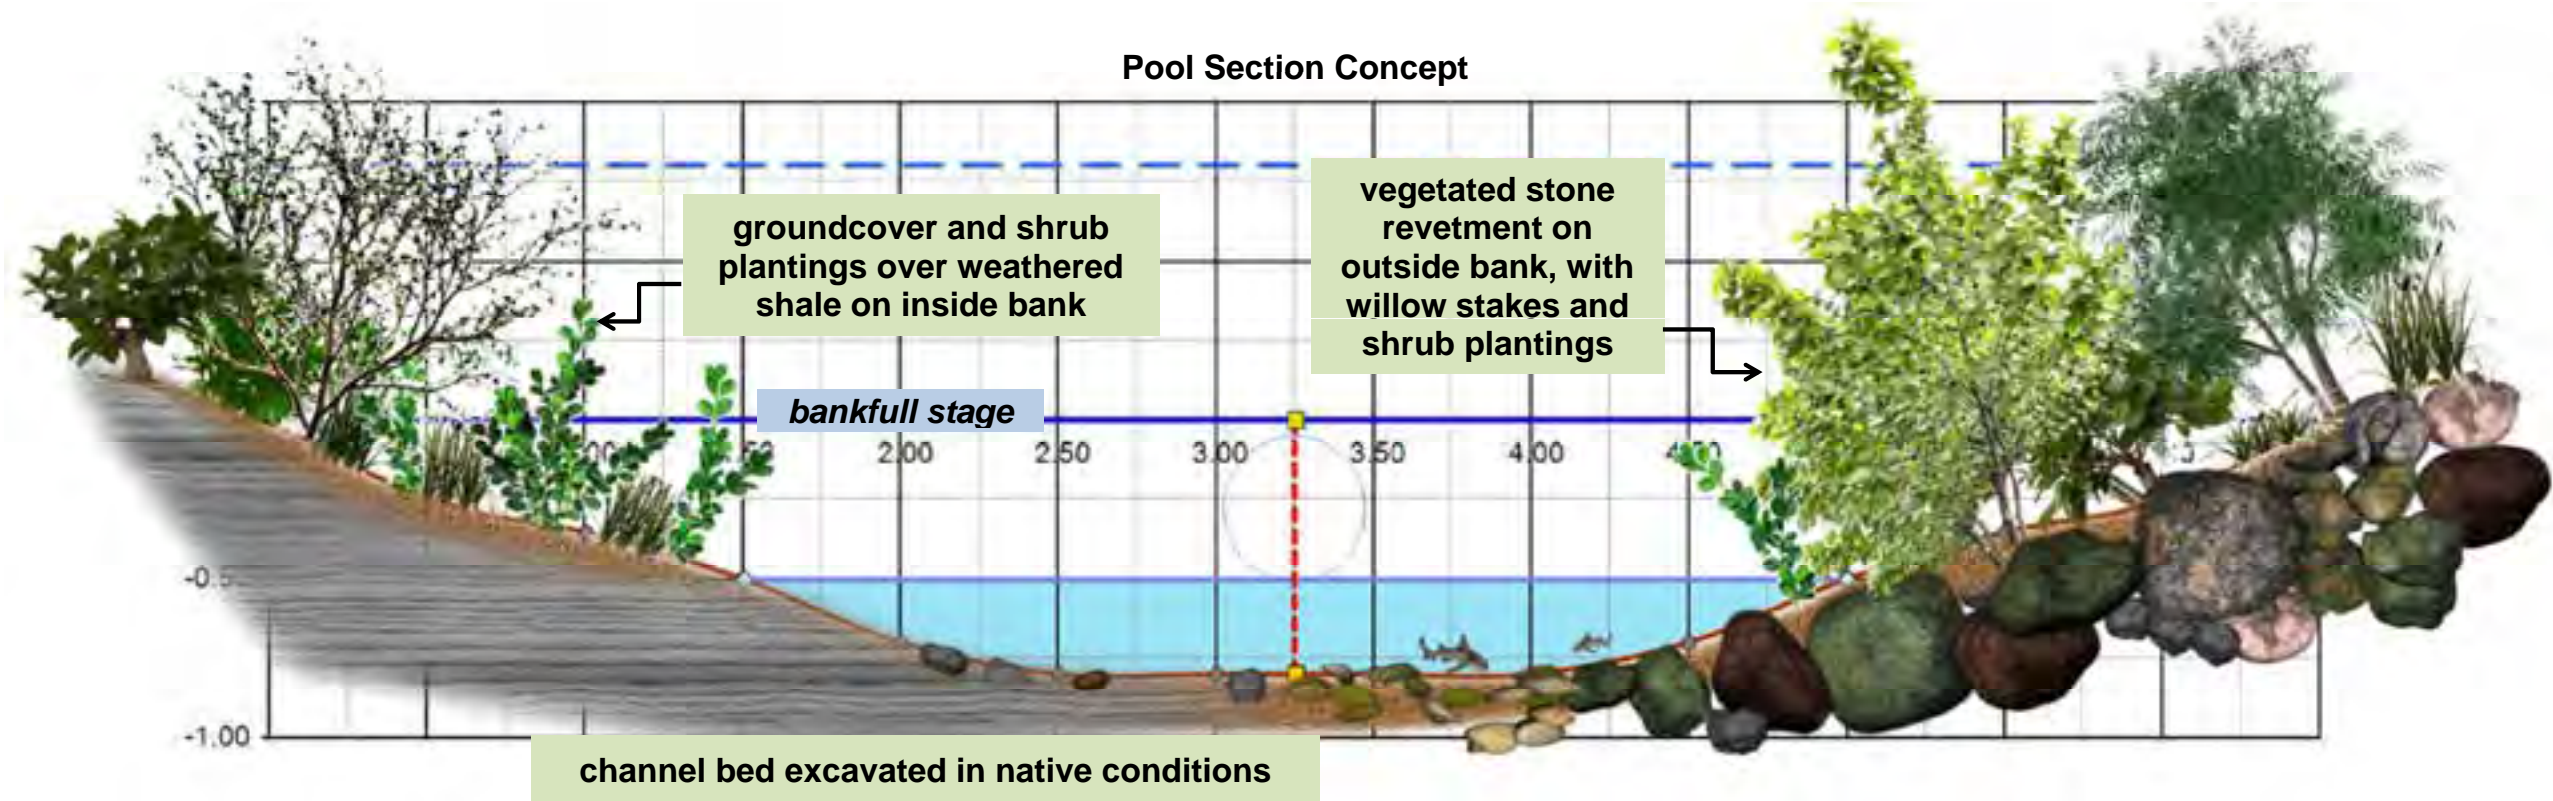 Pool Section Concept
groundcover and shrub
plantings over weathered
shale on inside bank
vegetated stone
revetment on
outside bank, with
willow stakes and
shrub plantings
bankfull stage
2.00 2.50 3.00 3.50 4.00
-1.00
channel bed excavated in native conditions